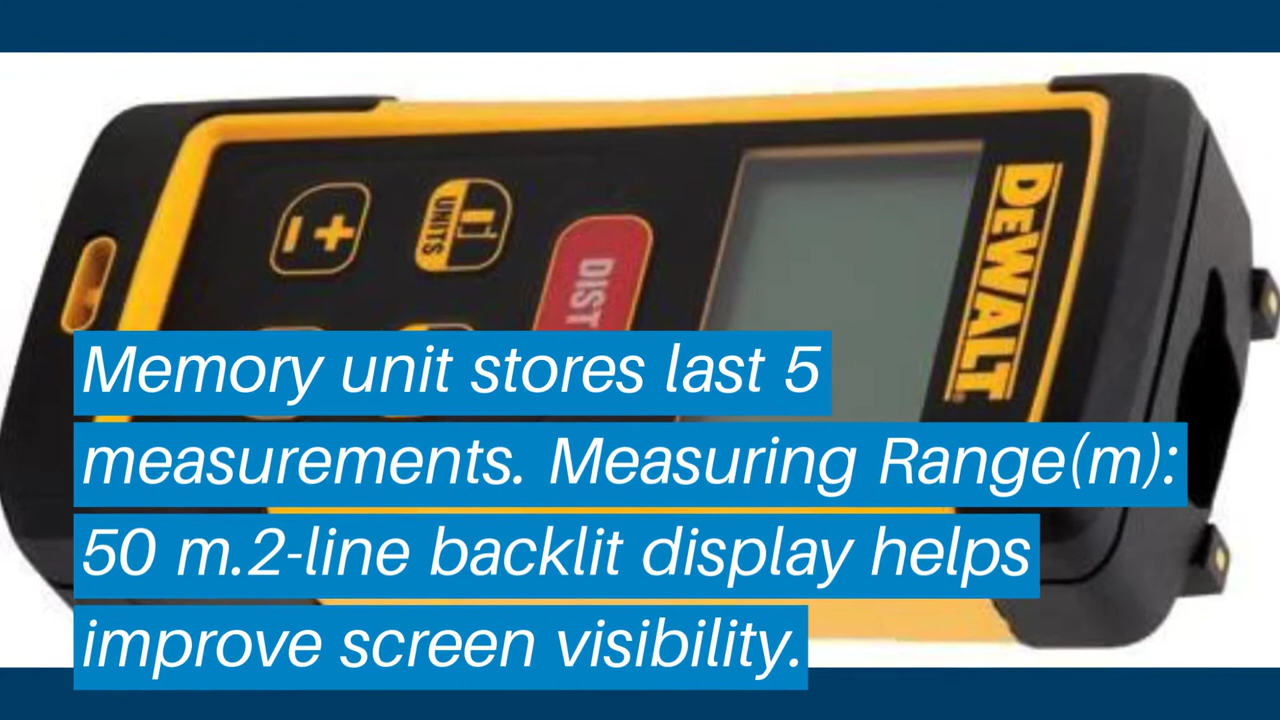 DEWALT
UNITS
DIST
Memory unit stores last 5
measurements. Measuring Range(m):
50 m.2-line backlit display helps
improve screen visibility.